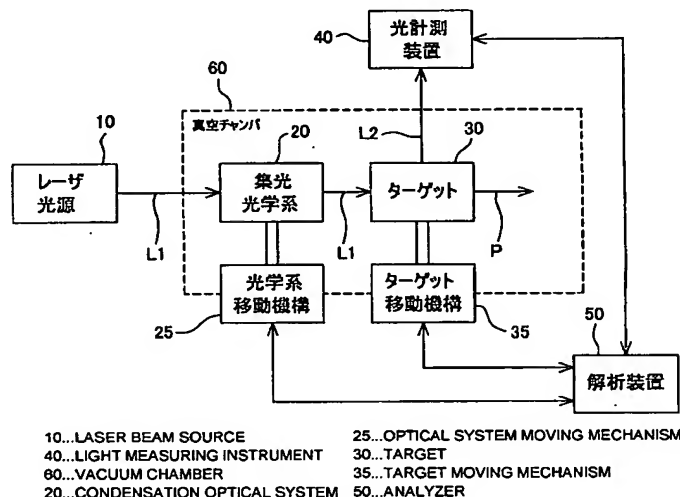 光計測
装置
40
60
真空チャンバ
10
20
L2
30
レーザ
光源
集光
光学系
ターゲット
L1
L1
P
光学系
移動機構
ターゲット
移動機構
25
35
50
解析装置
10...LASER BEAM SOURCE
40...LIGHT MEASURING INSTRUMENT
60...VACUUM CHAMBER
20...CONDENSATION OPTICAL SYSTEM
25...OPTICAL SYSTEM MOVING MECHANISM
30...TARGET
35...TARGET MOVING MECHANISM
50...ANALYZER